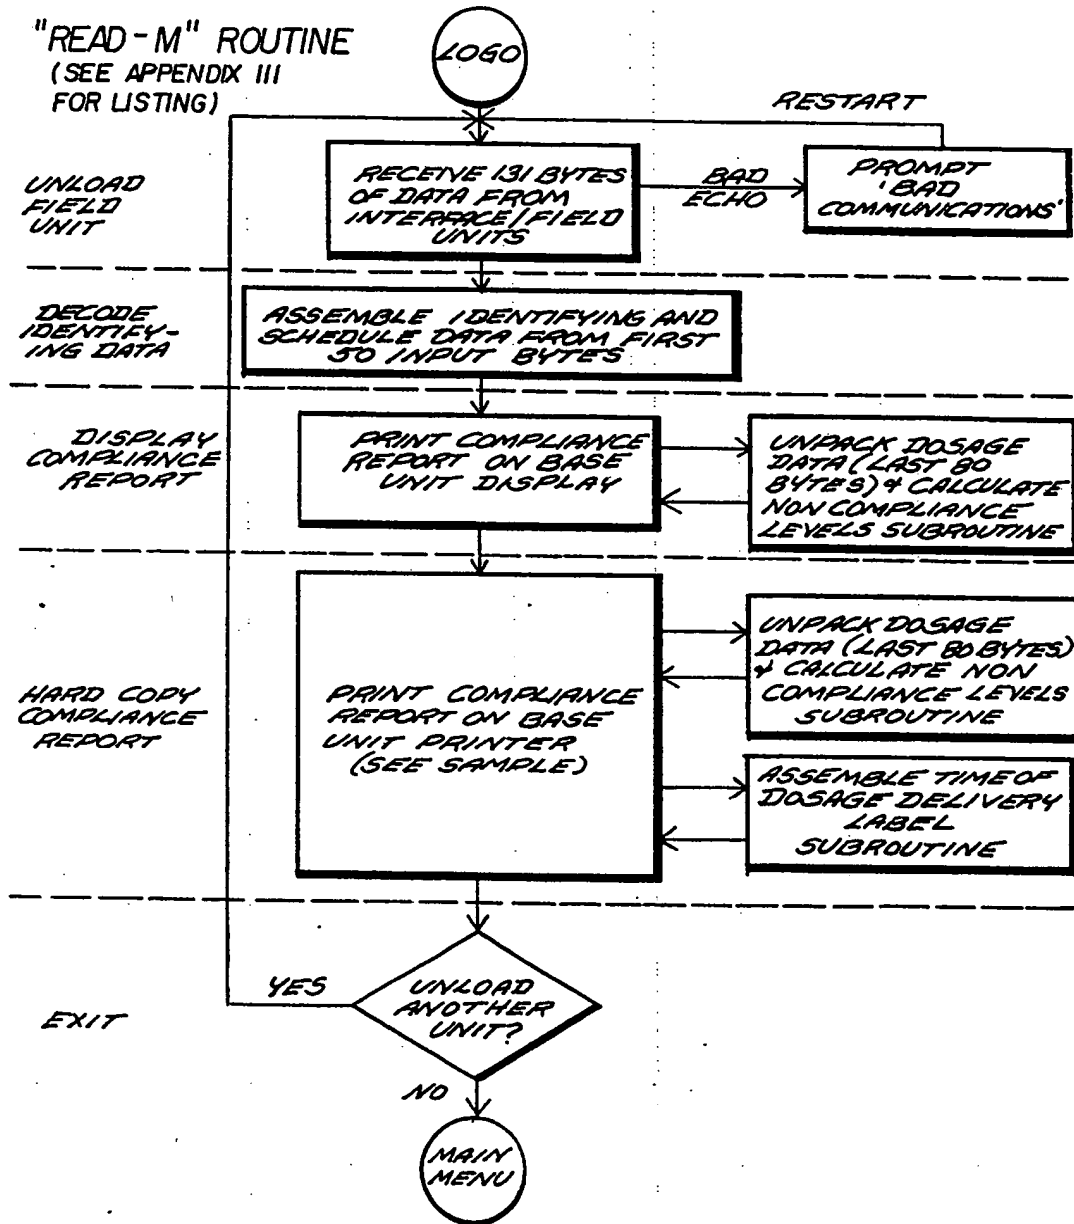 "READ-M" ROUTINE
(SEE APPENDIX III
FOR LISTING)
LOGO
RESTART
UNLOAD
FIELD
UNIT
RECEIVE 131 BYTES
OF DATA FROM
INTERFACE/FIELD
UNITS
BAD
ECHO
PROMPT
'BAD
COMMUNICATIONS'
DECODE
IDENTIFY-
ING DATA
ASSEMBLE IDENTIFYING AND
SCHEDULE DATA FROM FIRST
50 INPUT BYTES
DISPLAY
COMPLIANCE
REPORT
PRINT COMPLIANCE
REPORT ON BASE
UNIT DISPLAY
UNPACK DOSAGE
DATA (LAST 80
BYTES) & CALCULATE
NON COMPLIANCE
LEVELS SUBROUTINE
HARD COPY
COMPLIANCE
REPORT
PRINT COMPLIANCE
REPORT ON BASE
UNIT PRINTER
(SEE SAMPLE)
UNPACK DOSAGE
DATA (LAST 80 BYTES)
& CALCULATE NON
COMPLIANCE LEVELS
SUBROUTINE
ASSEMBLE TIME OF
DOSAGE DELIVERY
LABEL
SUBROUTINE
EXIT
YES
UNLOAD
ANOTHER
UNIT?
NO
MAIN
MENU